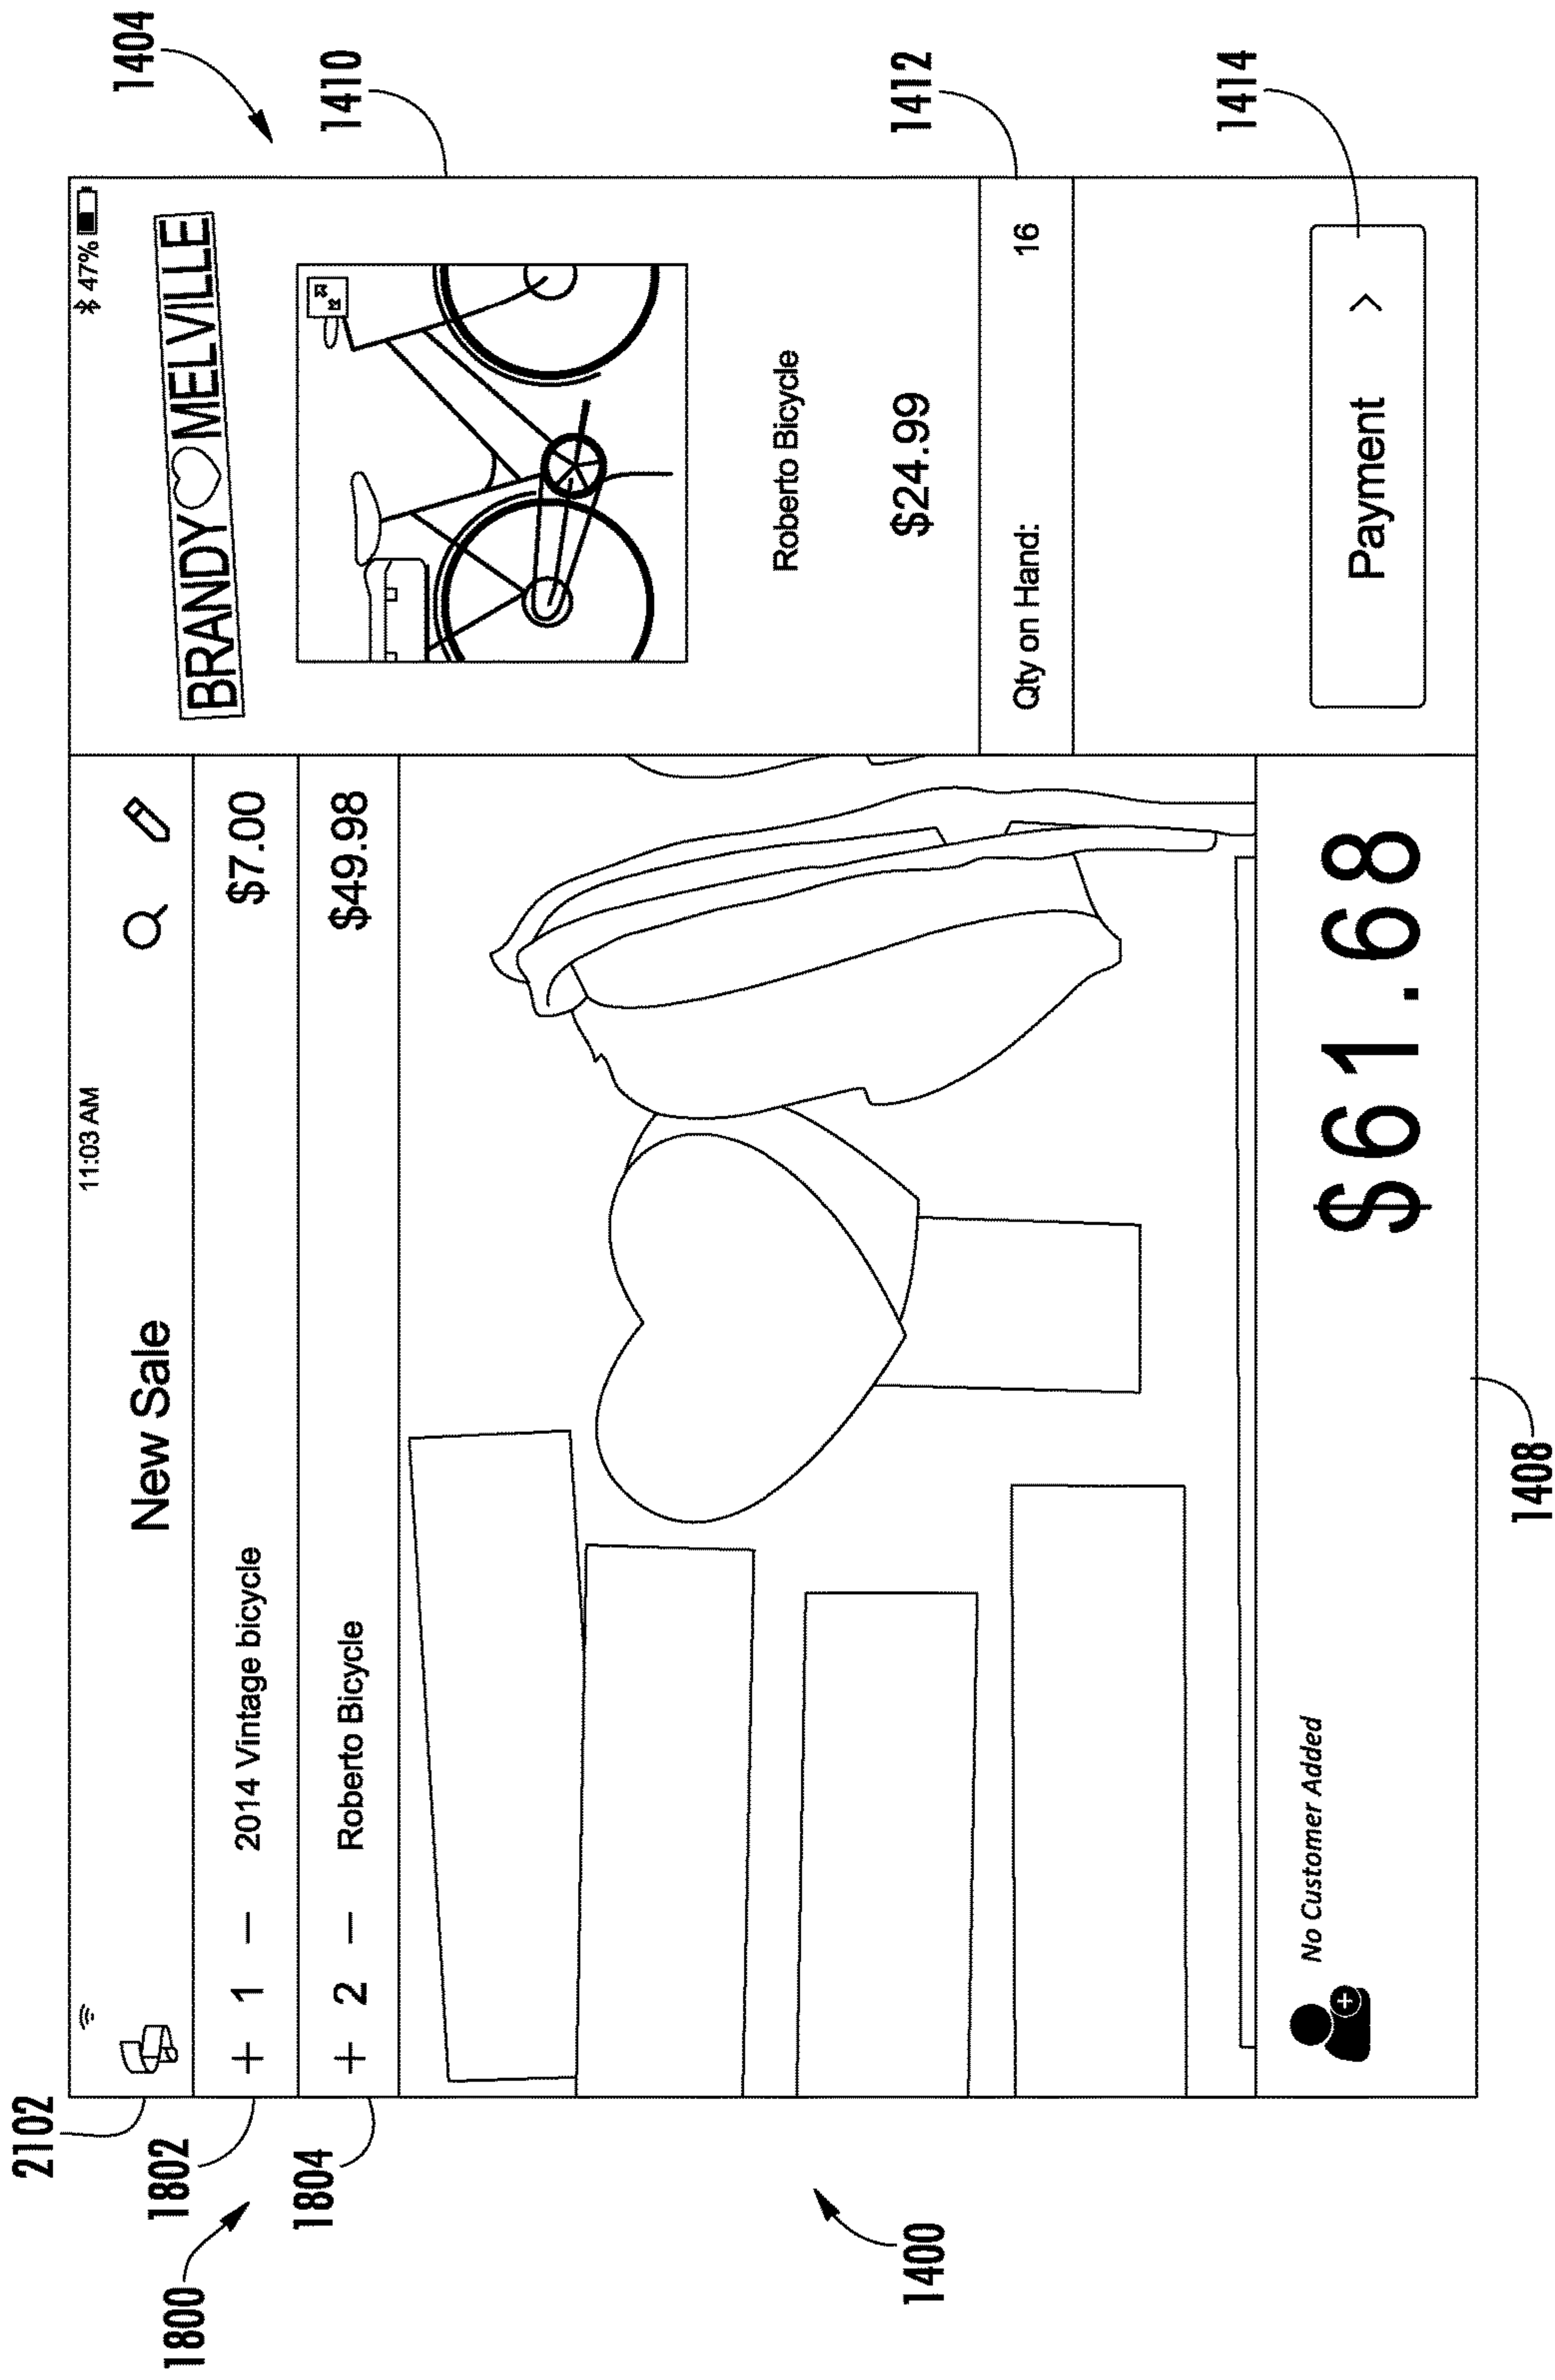 11:03 AM
47%
New Sale
+ 1 − 2014 Vintage bicycle $7.00
+ 2 − Roberto Bicycle $49.98
No Customer Added
$61.68
BRANDY MELVILLE
Roberto Bicycle
$24.99
Qty on Hand: 16
Payment >
2102
1802
1800
1804
1400
1408
1404
1410
1412
1414